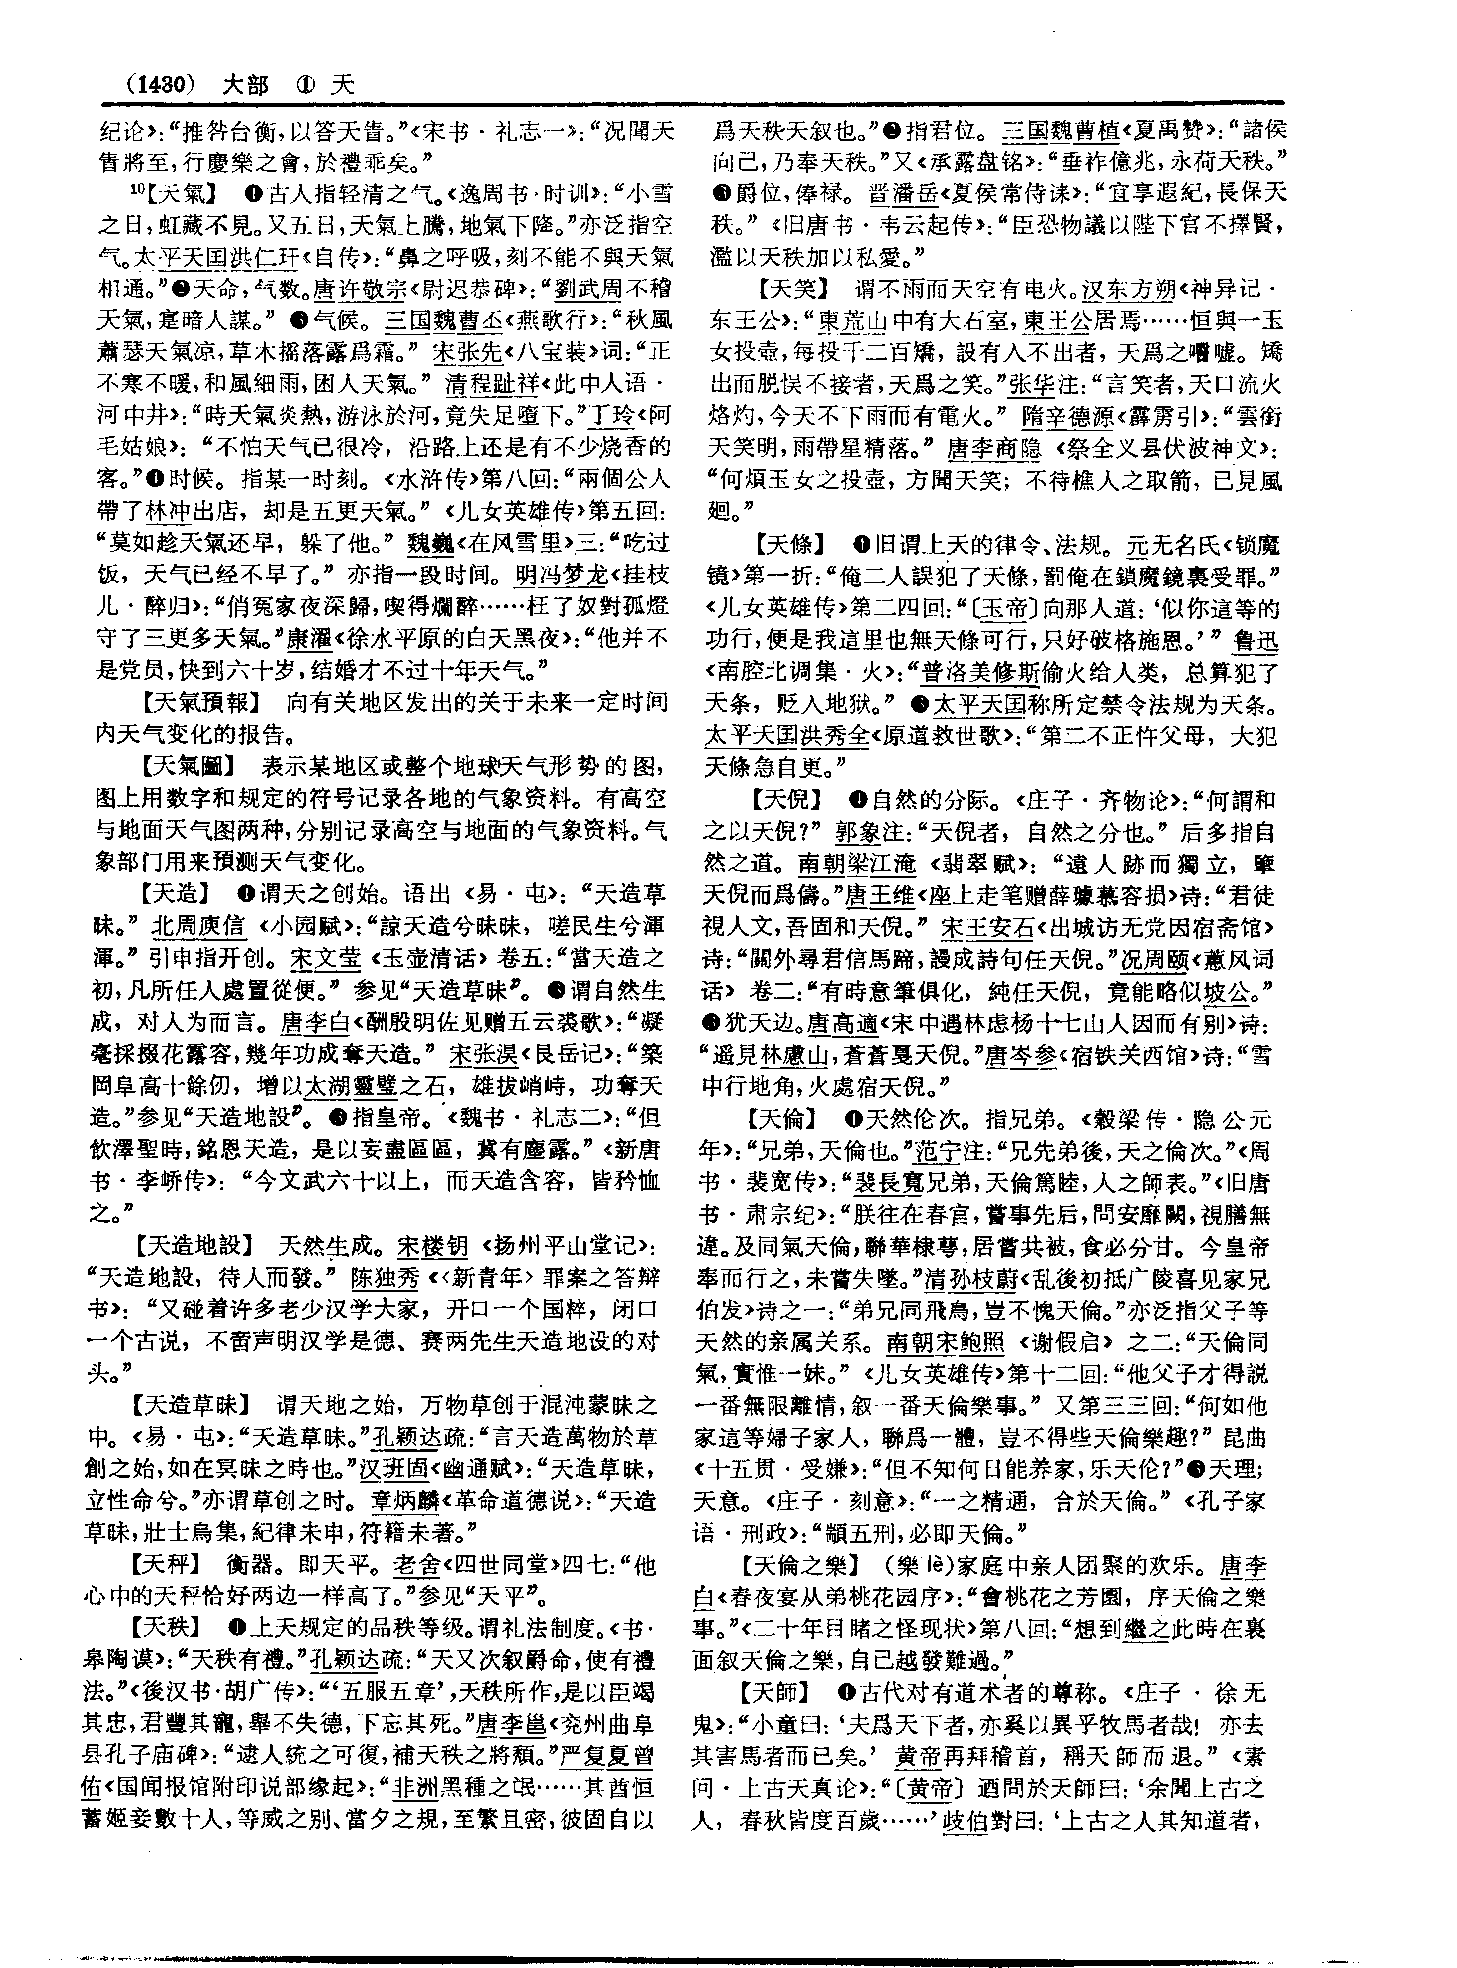 (1430) 大部 ① 天
纪论》：“推咎台衡，以答天眚。”《宋书·礼志一》：“况聞天
眚將至，行慶樂之會，於禮乖矣。”
10【天氣】 ❶古人指轻清之气。《逸周书·时训》：“小雪
之日，虹藏不見。又五日，天氣上騰，地氣下降。”亦泛指空
气。太平天国洪仁玕《自传》：“鼻之呼吸，刻不能不與天氣
相通。”❷天命，气数。唐许敬宗《尉迟恭碑》：“劉武周不稽
天氣，寔暗人謀。” ❸气候。 三国魏曹丕《燕歌行》：“秋風
蕭瑟天氣凉，草木摇落露爲霜。” 宋张先《八宝装》词：“正
不寒不暖，和風细雨，困人天氣。” 清程趾祥《此中人语·
河中井》：“時天氣炎熱，游泳於河，竟失足墮下。”丁玲《阿
毛姑娘》：“不怕天气已很冷，沿路上还是有不少烧香的
客。”❹时候。指某一时刻。《水浒传》第八回：“兩個公人
帶了林冲出店，却是五更天氣。”《儿女英雄传》第五回：
“莫如趁天氣还早，躲了他。” 魏巍《在风雪里》三：“吃过
饭，天气已经不早了。” 亦指一段时间。明冯梦龙《挂枝
儿·醉归》：“俏冤家夜深歸，喫得爛醉……枉了奴對孤燈
守了三更多天氣。”康濯《徐水平原的白天黑夜》：“他并不
是党员，快到六十岁，结婚才不过十年天气。”
【天氣預報】 向有关地区发出的关于未来一定时间
内天气变化的报告。
【天氣圖】 表示某地区或整个地球天气形势的图，
图上用数字和规定的符号记录各地的气象资料。有高空
与地面天气图两种，分别记录高空与地面的气象资料。气
象部门用来預测天气变化。
【天造】 ❶谓天之创始。语出《易·屯》：“天造草
昧。” 北周庾信《小园赋》：“諒天造兮昧昧，嗟民生兮渾
渾。”引申指开创。宋文莹《玉壶清话》卷五：“當天造之
初，凡所任人處置從便。” 参见“天造草昧”。❷谓自然生
成，对人为而言。唐李白《酬殷明佐见赠五云裘歌》：“凝
毫採掇花露容，幾年功成奪天造。” 宋张淏《艮岳记》：“築
岡阜高十餘仞，增以太湖靈璧之石，雄拔峭峙，功奪天
造。”参见“天造地設”。❸指皇帝。《魏书·礼志二》：“但
飲澤聖時，銘恩天造，是以妄盡區區，冀有塵露。”《新唐
书·李峤传》：“今文武六十以上，而天造含容，皆矜恤
之。”
【天造地設】 天然生成。宋楼钥《扬州平山堂记》：
“天造地設，待人而發。” 陈独秀《〈新青年〉罪案之答辩
书》：“又碰着许多老少汉学大家，开口一个国粹，闭口
一个古说，不啻声明汉学是德、赛两先生天造地设的对
头。”
【天造草昧】 谓天地之始，万物草创于混沌蒙昧之
中。《易·屯》：“天造草昧。”孔颖达疏：“言天造萬物於草
創之始，如在冥昧之時也。”汉班固《幽通赋》：“天造草昧，
立性命兮。”亦谓草创之时。章炳麟《革命道德说》：“天造
草昧，壯士烏集，紀律未申，符籍未著。”
【天秤】 衡器。即天平。老舍《四世同堂》四七：“他
心中的天秤恰好两边一样高了。”参见“天平”。
【天秩】 ❶上天规定的品秩等级。谓礼法制度。《书·
皋陶谟》：“天秩有禮。”孔颖达疏：“天又次叙爵命，使有禮
法。”《後汉书·胡广传》：“‘五服五章’，天秩所作，是以臣竭
其忠，君豐其寵，舉不失德，下忘其死。”唐李邕《兖州曲阜
县孔子庙碑》：“逮人统之可復，補天秩之將頹。”严复夏曾
佑《国闻报馆附印说部缘起》：“非洲黑種之氓……其酋恒
蓄姬妾數十人，等威之别、當夕之規，至繁且密，彼固自以
爲天秩天叙也。”❷指君位。三国魏曹植《夏禹赞》：“諸侯
向己，乃奉天秩。”又《承露盘铭》：“垂祚億兆，永荷天秩。”
❸爵位，俸禄。晋潘岳《夏侯常侍诔》：“宜享遐紀，長保天
秩。”《旧唐书·韦云起传》：“臣恐物議以陛下官不擇賢，
濫以天秩加以私愛。”
【天笑】 谓不雨而天空有电火。汉东方朔《神异记·
东王公》：“東荒山中有大石室，東王公居焉……恒與一玉
女投壺，每投千二百矯，設有入不出者，天爲之嚐嘘。矯
出而脱悮不接者，天爲之笑。”张华注：“言笑者，天口流火
烙灼，今天不下雨而有電火。” 隋辛德源《霹雳引》：“雲銜
天笑明，雨帶星精落。” 唐李商隐《祭全义县伏波神文》：
“何煩玉女之投壺，方聞天笑；不待樵人之取箭，已見風
廻。”
【天條】 ❶旧谓上天的律令、法规。元无名氏《锁魔
镜》第一折：“俺二人誤犯了天條，罰俺在鎖魔鏡裏受罪。”
《儿女英雄传》第二四回：“〔玉帝〕向那人道：‘似你這等的
功行，便是我這里也無天條可行，只好破格施恩。’” 鲁迅
《南腔北调集·火》：“普洛美修斯偷火给人类，总算犯了
天条，贬入地狱。” ❷太平天国称所定禁令法规为天条。
太平天国洪秀全《原道救世歌》：“第二不正忤父母，大犯
天條急自更。”
【天倪】 ❶自然的分际。《庄子·齐物论》：“何謂和
之以天倪？” 郭象注：“天倪者，自然之分也。” 后多指自
然之道。南朝梁江淹《翡翠赋》：“遠人跡而獨立，擥
天倪而爲儔。”唐王维《座上走笔赠薛璩慕容损》诗：“君徒
視人文，吾固和天倪。” 宋王安石《出城访无党因宿斋馆》
诗：“關外尋君信馬蹄，謾成詩句任天倪。”况周颐《蕙风词
话》卷二：“有時意筆俱化，純任天倪，竟能略似坡公。”
❷犹天边。唐高適《宋中遇林虑杨十七山人因而有别》诗：
“遥見林慮山，蒼蒼戛天倪。”唐岑参《宿铁关西馆》诗：“雪
中行地角，火處宿天倪。”
【天倫】 ❶天然伦次。指兄弟。《穀梁传·隐公元
年》：“兄弟，天倫也。”范宁注：“兄先弟後，天之倫次。”《周
书·裴宽传》：“裴長寬兄弟，天倫篤睦，人之師表。”《旧唐
书·肃宗纪》：“朕往在春宫，嘗事先后，問安靡闕，視膳無
違。及同氣天倫，聯華棣萼，居嘗共被，食必分甘。今皇帝
奉而行之，未嘗失墜。”清孙枝蔚《乱後初抵广陵喜见家兄
伯发》诗之一：“弟兄同飛鳥，豈不愧天倫。”亦泛指父子等
天然的亲属关系。南朝宋鲍照《谢假启》之二：“天倫同
氣，實惟一妹。”《儿女英雄传》第十二回：“他父子才得説
一番無限離情，叙一番天倫樂事。” 又第三三回：“何如他
家這等婦子家人，聯爲一體，豈不得些天倫樂趣？” 昆曲
《十五贯·受嫌》：“但不知何日能养家，乐天伦？”❷天理；
天意。《庄子·刻意》：“一之精通，合於天倫。”《孔子家
语·刑政》：“顓五刑，必即天倫。”
【天倫之樂】 (樂 lè)家庭中亲人团聚的欢乐。唐李
白《春夜宴从弟桃花园序》：“會桃花之芳園，序天倫之樂
事。”《二十年目睹之怪现状》第八回：“想到繼之此時在裏
面叙天倫之樂，自己越發難過。”
【天師】 ❶古代对有道术者的尊称。《庄子·徐无
鬼》：“小童曰：‘夫爲天下者，亦奚以異乎牧馬者哉！亦去
其害馬者而已矣。’ 黄帝再拜稽首，稱天師而退。”《素
问·上古天真论》：“〔黄帝〕迺問於天師曰：‘余聞上古之
人，春秋皆度百歲……’歧伯對曰：‘上古之人其知道者，